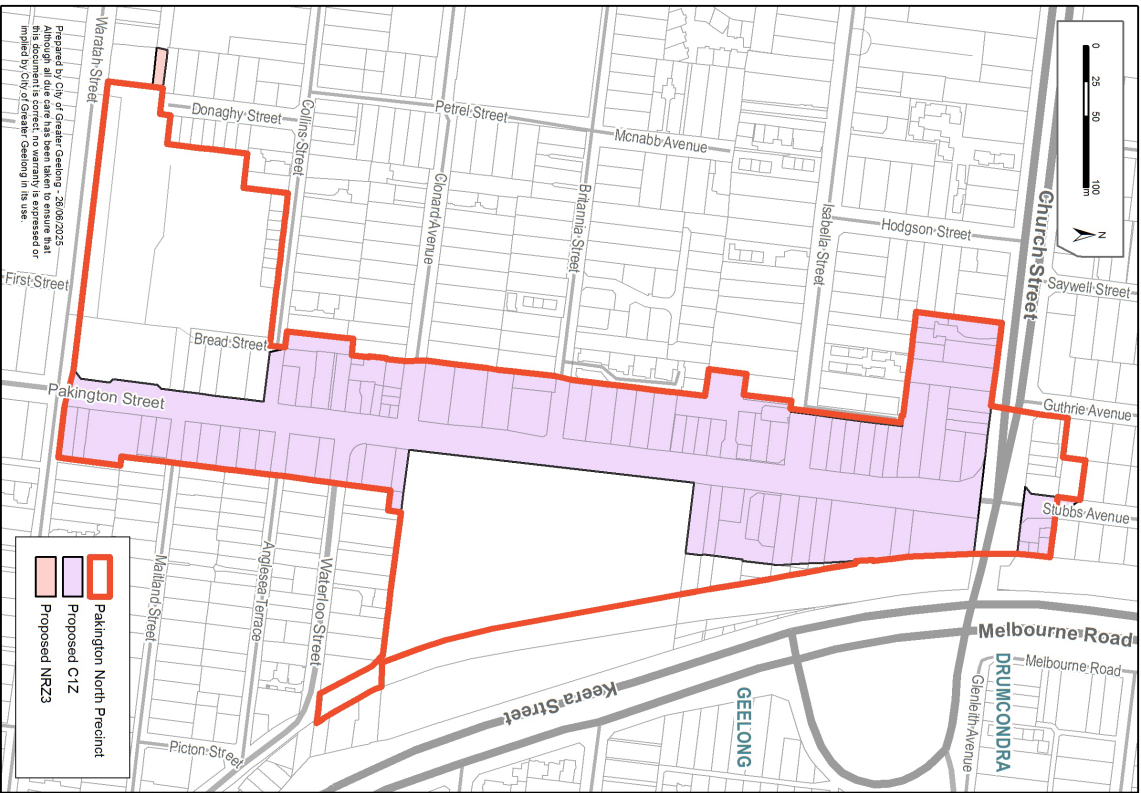 0 25 50 100
m
N
Church Street
Saywell Street
Hodgson Street
Guthrie Avenue
Stubbs Avenue
Isabella Street
Mcnabb Avenue
Petrel Street
Britannia Street
Clonard Avenue
Collins Street
Donaghy Street
Waratah Street
First Street
Bread Street
Pakington Street
Maitland Street
Anglesea Terrace
Waterloo Street
Picton Street
Keera Street
Melbourne Road
Melbourne Road
Glenleith Avenue
DRUMCONDRA
GEELONG
Pakington North Precinct
Proposed C1Z
Proposed NRZ3
Prepared by City of Greater Geelong - 26/06/2025
Although all due care has been taken to ensure that
this document is correct, no warranty is expressed or
implied by City of Greater Geelong in its use.